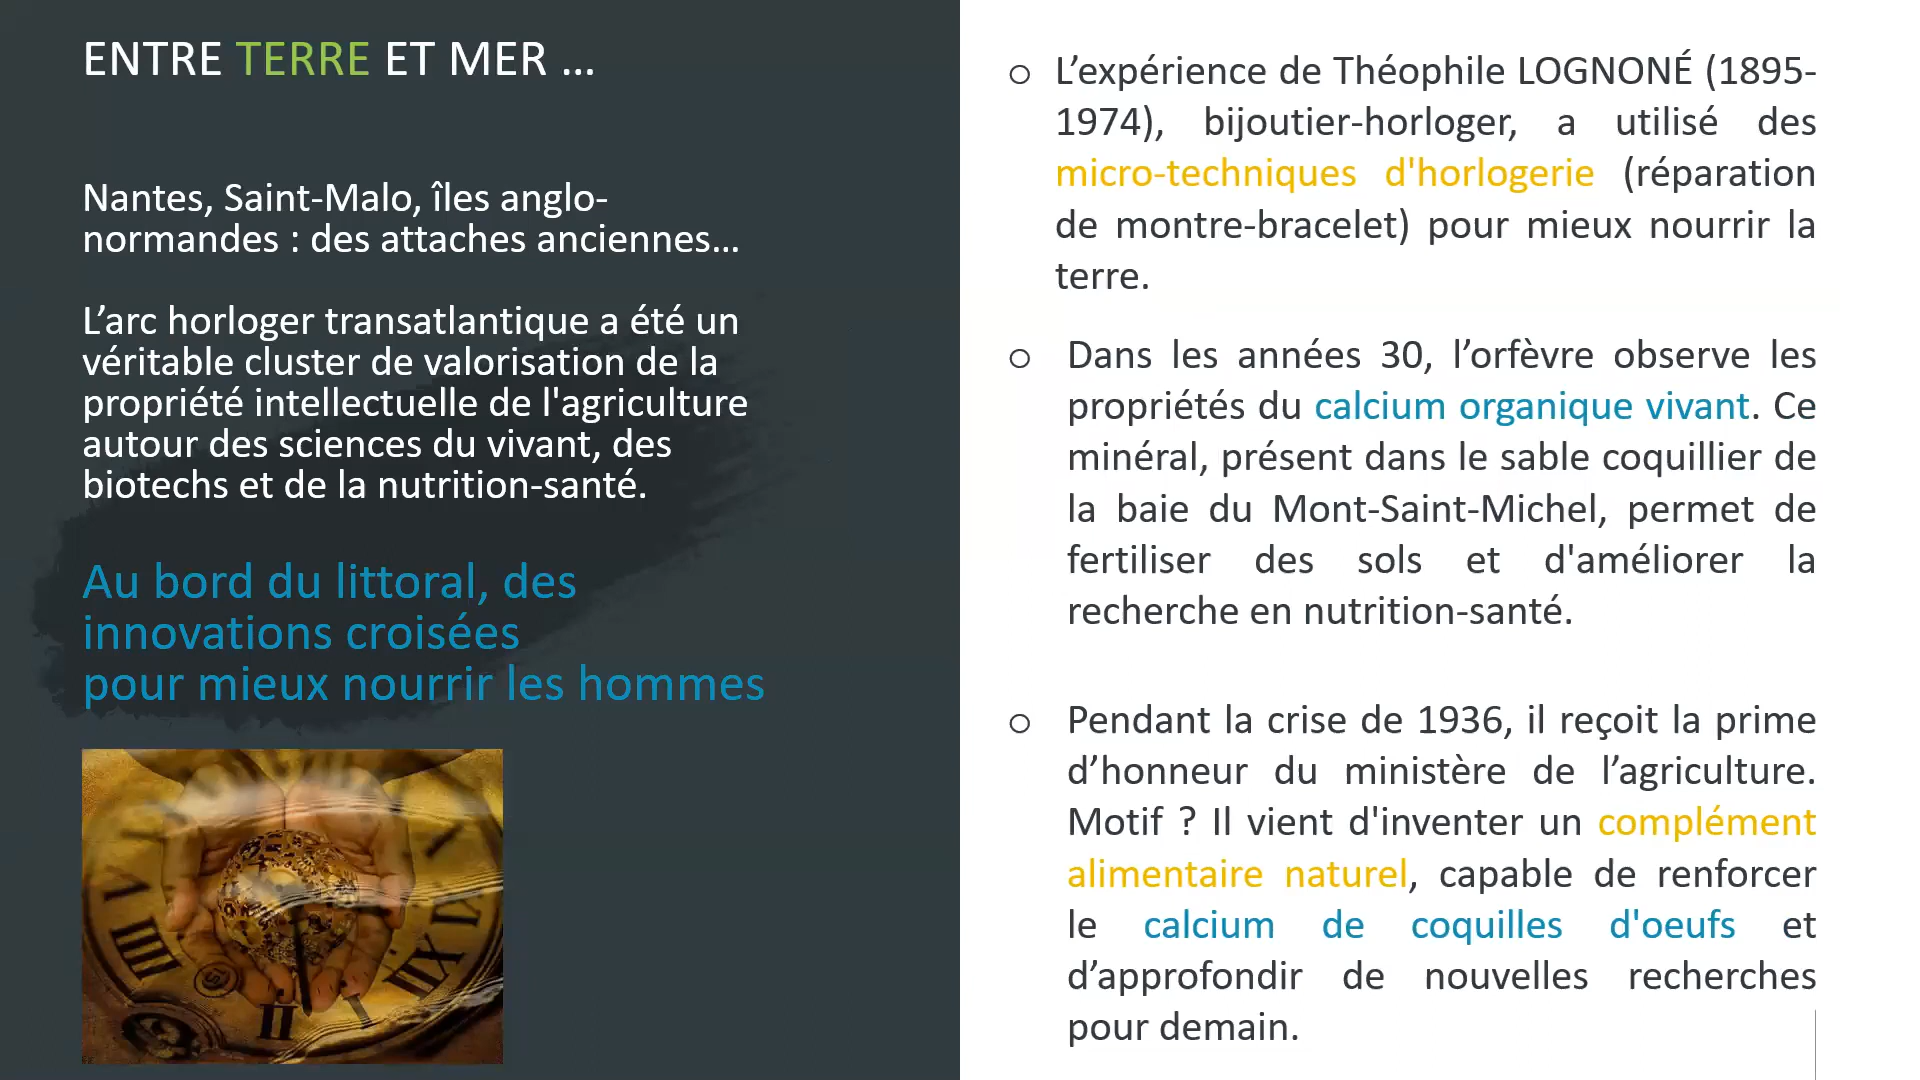 ENTRE TERRE ET MER ...
Nantes, Saint-Malo, îles anglo-
normandes : des attaches anciennes...
L’arc horloger transatlantique a été un
véritable cluster de valorisation de la
propriété intellectuelle de l'agriculture
autour des sciences du vivant, des
biotechs et de la nutrition-santé.
Au bord du littoral, des
innovations croisées
pour mieux nourrir les hommes
L’expérience de Théophile LOGNONÉ (1895-
1974), bijoutier-horloger, a utilisé des
micro-techniques d'horlogerie (réparation
de montre-bracelet) pour mieux nourrir la
terre.
Dans les années 30, l’orfèvre observe les
propriétés du calcium organique vivant. Ce
minéral, présent dans le sable coquillier de
la baie du Mont-Saint-Michel, permet de
fertiliser des sols et d'améliorer la
recherche en nutrition-santé.
Pendant la crise de 1936, il reçoit la prime
d’honneur du ministère de l’agriculture.
Motif ? Il vient d'inventer un complément
alimentaire naturel, capable de renforcer
le calcium de coquilles d'oeufs et
d’approfondir de nouvelles recherches
pour demain.